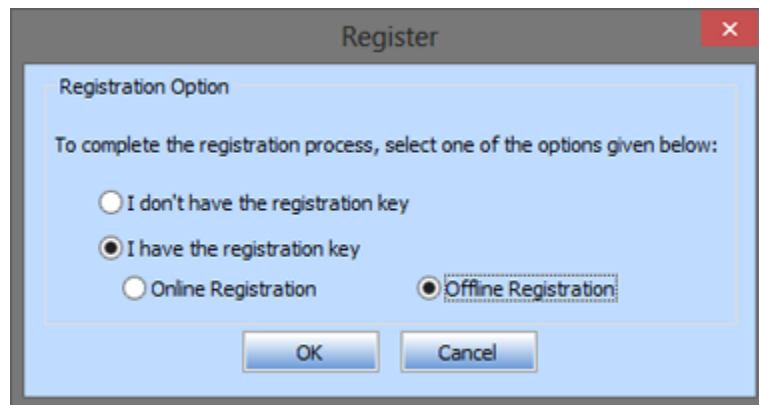 Register
Registration Option
To complete the registration process, select one of the options given below:
I don't have the registration key
I have the registration key
Online Registration Offline Registration
OK Cancel